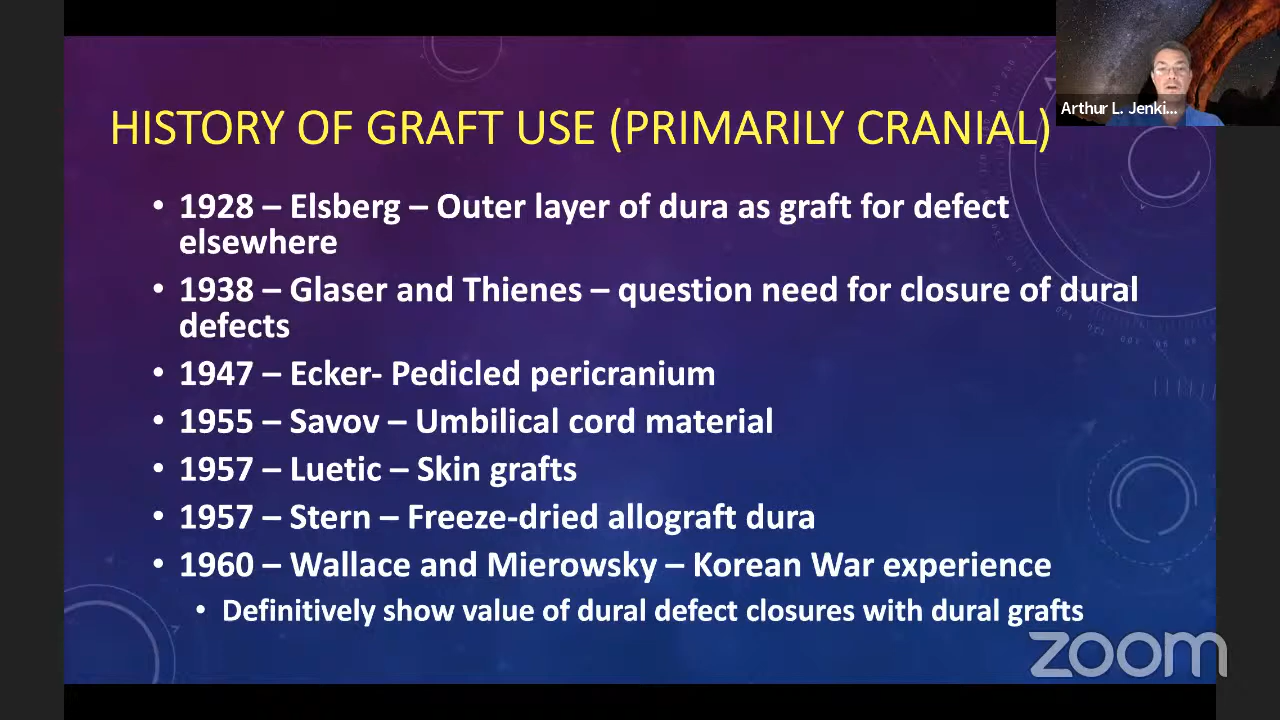 Arthur L. Jenki...
HISTORY OF GRAFT USE (PRIMARILY CRANIAL)
• 1928 – Elsberg – Outer layer of dura as graft for defect
elsewhere
• 1938 – Glaser and Thienes – question need for closure of dural
defects
• 1947 – Ecker- Pedicled pericranium
• 1955 – Savov – Umbilical cord material
• 1957 – Luetic – Skin grafts
• 1957 – Stern – Freeze-dried allograft dura
• 1960 – Wallace and Mierowsky – Korean War experience
• Definitively show value of dural defect closures with dural grafts
zoom